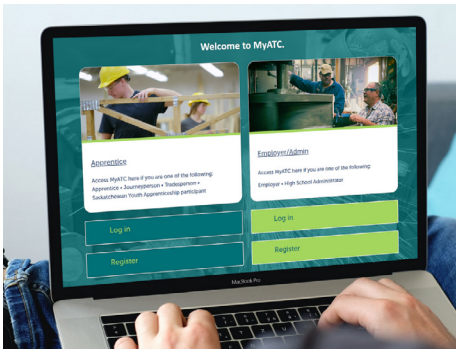 Welcome to MyATC.
Apprentice
Access MyATC here if you are one of the following:
Apprentice • Journeyperson • Tradesperson •
Saskatchewan Youth Apprenticeship participant
Log in
Register
Employer/Admin
Access MyATC here if you are one of the following:
Employer • High School Administrator
Log in
Register
MacBook Pro